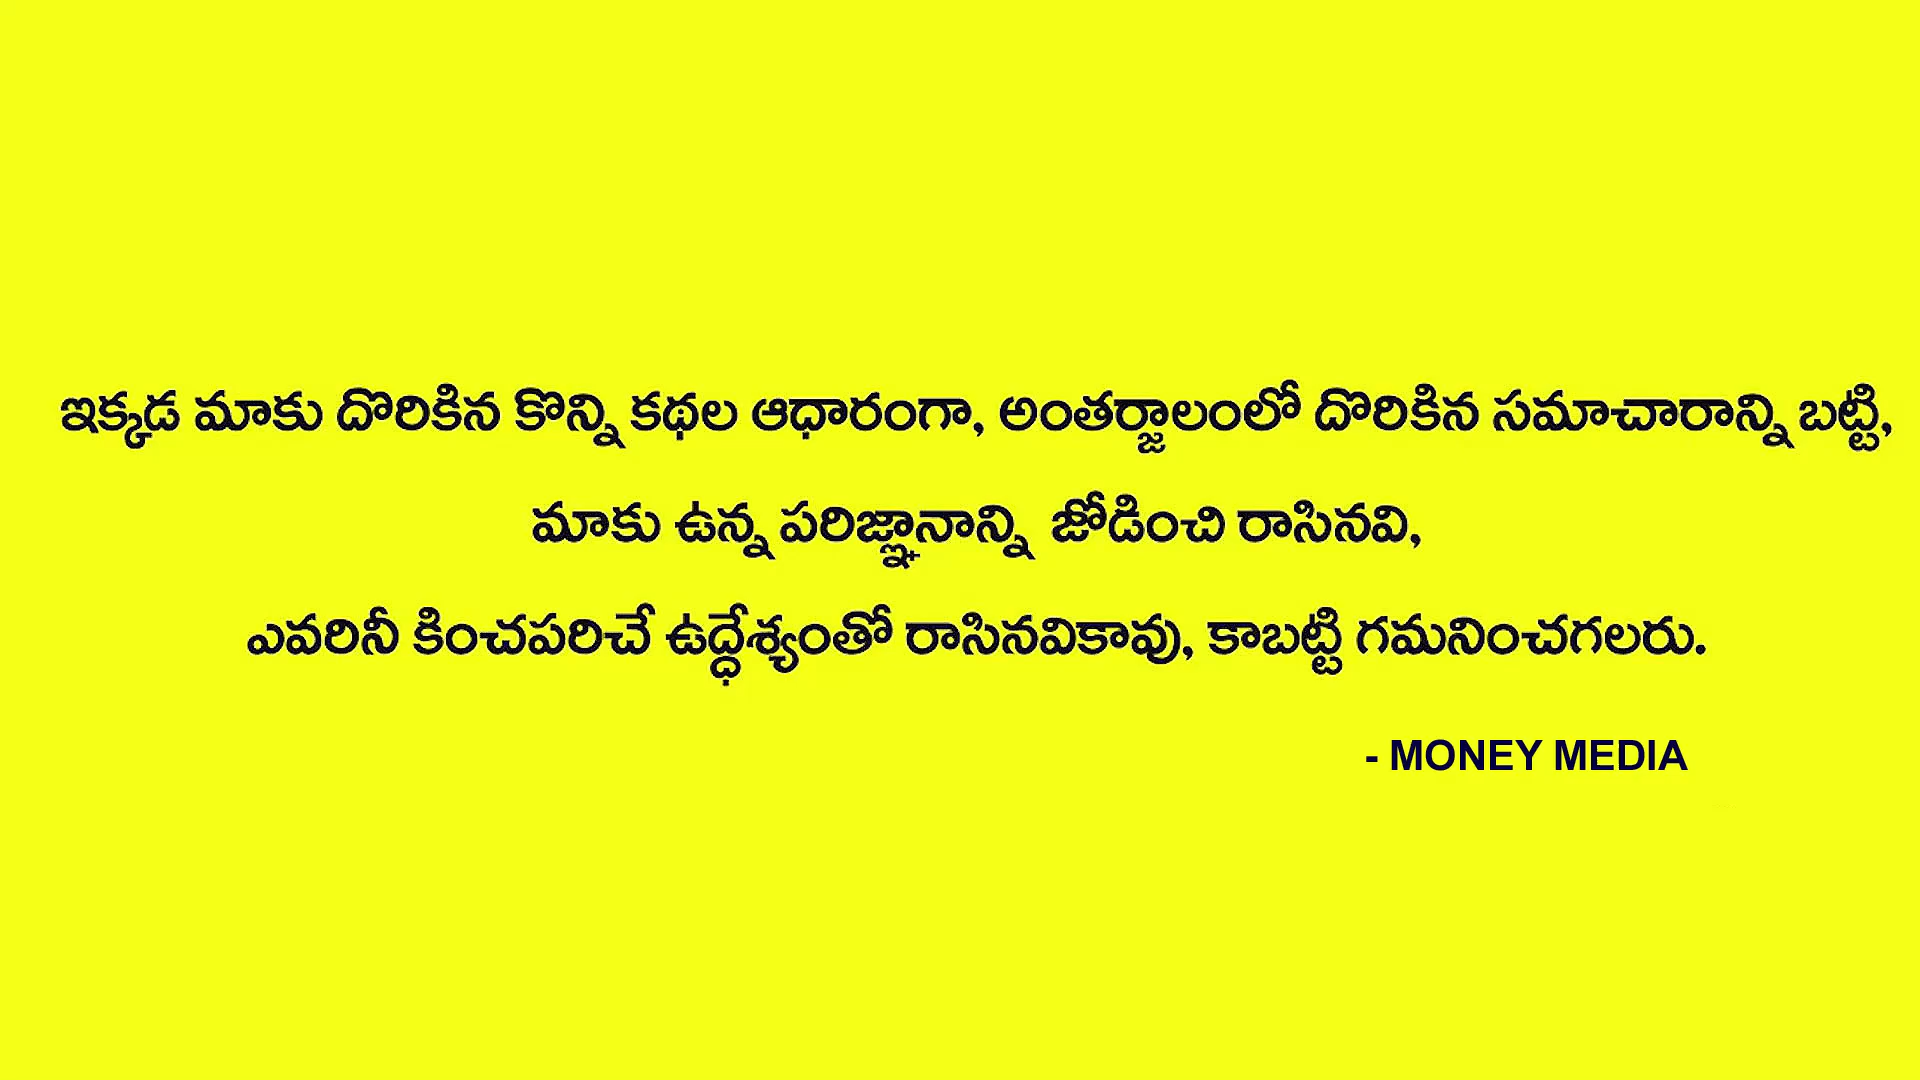 ఇక్కడ మాకు దొరికిన కొన్ని కథల ఆధారంగా, అంతర్జాలంలో దొరికిన సమాచారాన్ని బట్టి,
మాకు ఉన్న పరిజ్ఞానాన్ని జోడించి రాసినవి,
ఎవరినీ కించపరిచే ఉద్ధేశ్యంతో రాసినవికావు, కాబట్టి గమనించగలరు.
- MONEY MEDIA